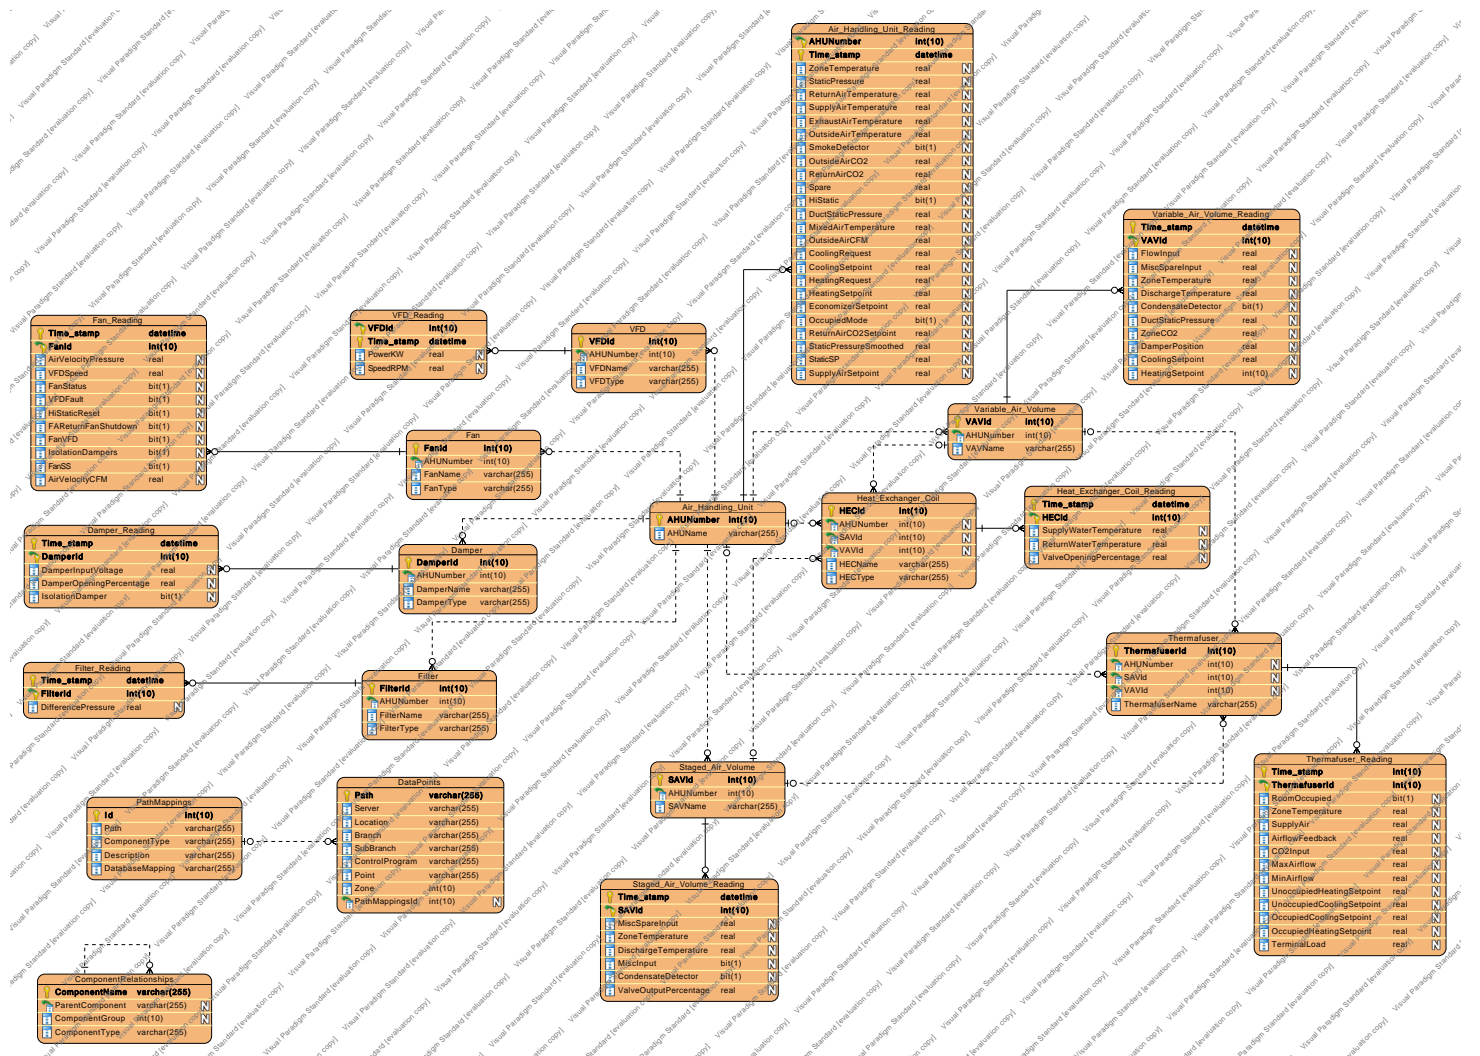 Air_Handling_Unit_Reading
AHUNumber int(10)
Time_stamp datetime
ZoneTemperature real N
StaticPressure real N
ReturnAirTemperature real N
SupplyAirTemperature real N
ExhaustAirTemperature real N
OutsideAirTemperature real N
SmokeDetector bit(1) N
OutsideAirCO2 real N
ReturnAirCO2 real N
Spare real N
HiStatic bit(1) N
DuctStaticPressure real N
MixedAirTemperature real N
OutsideAirCFM real N
CoolingRequest real N
CoolingSetpoint real N
HeatingRequest real N
HeatingSetpoint real N
EconomizerSetpoint real N
OccupiedMode bit(1) N
ReturnAirCO2Setpoint real N
StaticPressureSmoothed real N
StaticSP real N
SupplyAirSetpoint real N
Variable_Air_Volume_Reading
Time_stamp datetime
VAVId int(10)
FlowInput real N
MiscSpareInput real N
ZoneTemperature real N
DischargeTemperature real N
CondensateDetector bit(1) N
DuctStaticPressure real N
ZoneCO2 real N
DamperPosition real N
CoolingSetpoint real N
HeatingSetpoint int(10) N
Fan_Reading
Time_stamp datetime
FanId int(10)
AirVelocityPressure real N
VFDSpeed real N
FanStatus bit(1) N
VFDFault bit(1) N
HiStaticReset bit(1) N
FAReturnFanShutdown bit(1) N
FanVFD bit(1) N
IsolationDampers bit(1) N
FanSS bit(1) N
AirVelocityCFM real N
VFD_Reading
VFDId int(10)
Time_stamp datetime
PowerKW real N
SpeedRPM real N
VFD
VFDId int(10)
AHUNumber int(10)
VFDName varchar(255)
VFDType varchar(255)
Fan
FanId int(10)
AHUNumber int(10)
FanName varchar(255)
FanType varchar(255)
Variable_Air_Volume
VAVId int(10)
AHUNumber int(10)
VAVName varchar(255)
Air_Handling_Unit
AHUNumber int(10)
AHUName varchar(255)
Heat_Exchanger_Coil
HECId int(10)
AHUNumber int(10) N
SAVId int(10) N
VAVId int(10) N
HECName varchar(255)
HECType varchar(255)
Heat_Exchanger_Coil_Reading
Time_stamp datetime
HECId int(10)
SupplyWaterTemperature real N
ReturnWaterTemperature real N
ValveOpeningPercentage real N
Damper_Reading
Time_stamp datetime
DamperId int(10)
DamperInputVoltage real N
DamperOpeningPercentage real N
IsolationDamper bit(1) N
Damper
DamperId int(10)
AHUNumber int(10)
DamperName varchar(255)
DamperType varchar(255)
Filter_Reading
Time_stamp datetime
FilterId int(10)
DifferencePressure real N
Filter
FilterId int(10)
AHUNumber int(10)
FilterName varchar(255)
FilterType varchar(255)
Thermafuser
ThermafuserId int(10)
AHUNumber int(10) N
SAVId int(10) N
VAVId int(10) N
ThermafuserName varchar(255)
Staged_Air_Volume
SAVId int(10)
AHUNumber int(10)
SAVName varchar(255)
Thermafuser_Reading
Time_stamp int(10)
ThermafuserId int(10)
RoomOccupied bit(1) N
ZoneTemperature real N
SupplyAir real N
AirflowFeedback real N
CO2Input real N
MaxAirflow real N
MinAirflow real N
UnoccupiedHeatingSetpoint real N
UnoccupiedCoolingSetpoint real N
OccupiedCoolingSetpoint real N
OccupiedHeatingSetpoint real N
TerminalLoad real N
PathMappings
Id int(10)
Path varchar(255)
ComponentType varchar(255)
Description varchar(255)
DatabaseMapping varchar(255)
DataPoints
Path varchar(255)
Server varchar(255)
Location varchar(255)
Branch varchar(255)
SubBranch varchar(255)
ControlProgram varchar(255)
Point varchar(255)
Zone int(10)
PathMappingsId int(10) N
Staged_Air_Volume_Reading
Time_stamp datetime
SAVId int(10)
MiscSpareInput real N
ZoneTemperature real N
DischargeTemperature real N
MiscInput bit(1) N
CondensateDetector bit(1) N
ValveOutputPercentage real N
ComponentRelationships
ComponentName varchar(255)
ParentComponent varchar(255) N
ComponentGroup int(10) N
ComponentType varchar(255)
Visual Paradigm Standard [evaluation copy]